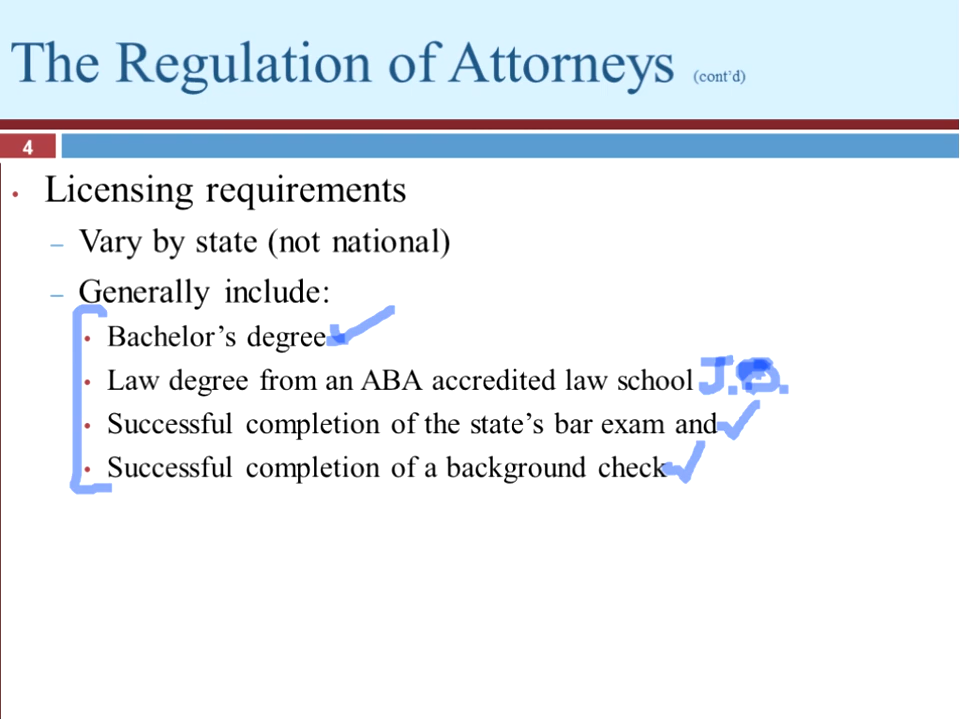 The Regulation of Attorneys (cont’d)
4
• Licensing requirements
– Vary by state (not national)
– Generally include:
• Bachelor’s degree
• Law degree from an ABA accredited law school J.D.
• Successful completion of the state’s bar exam and
• Successful completion of a background check